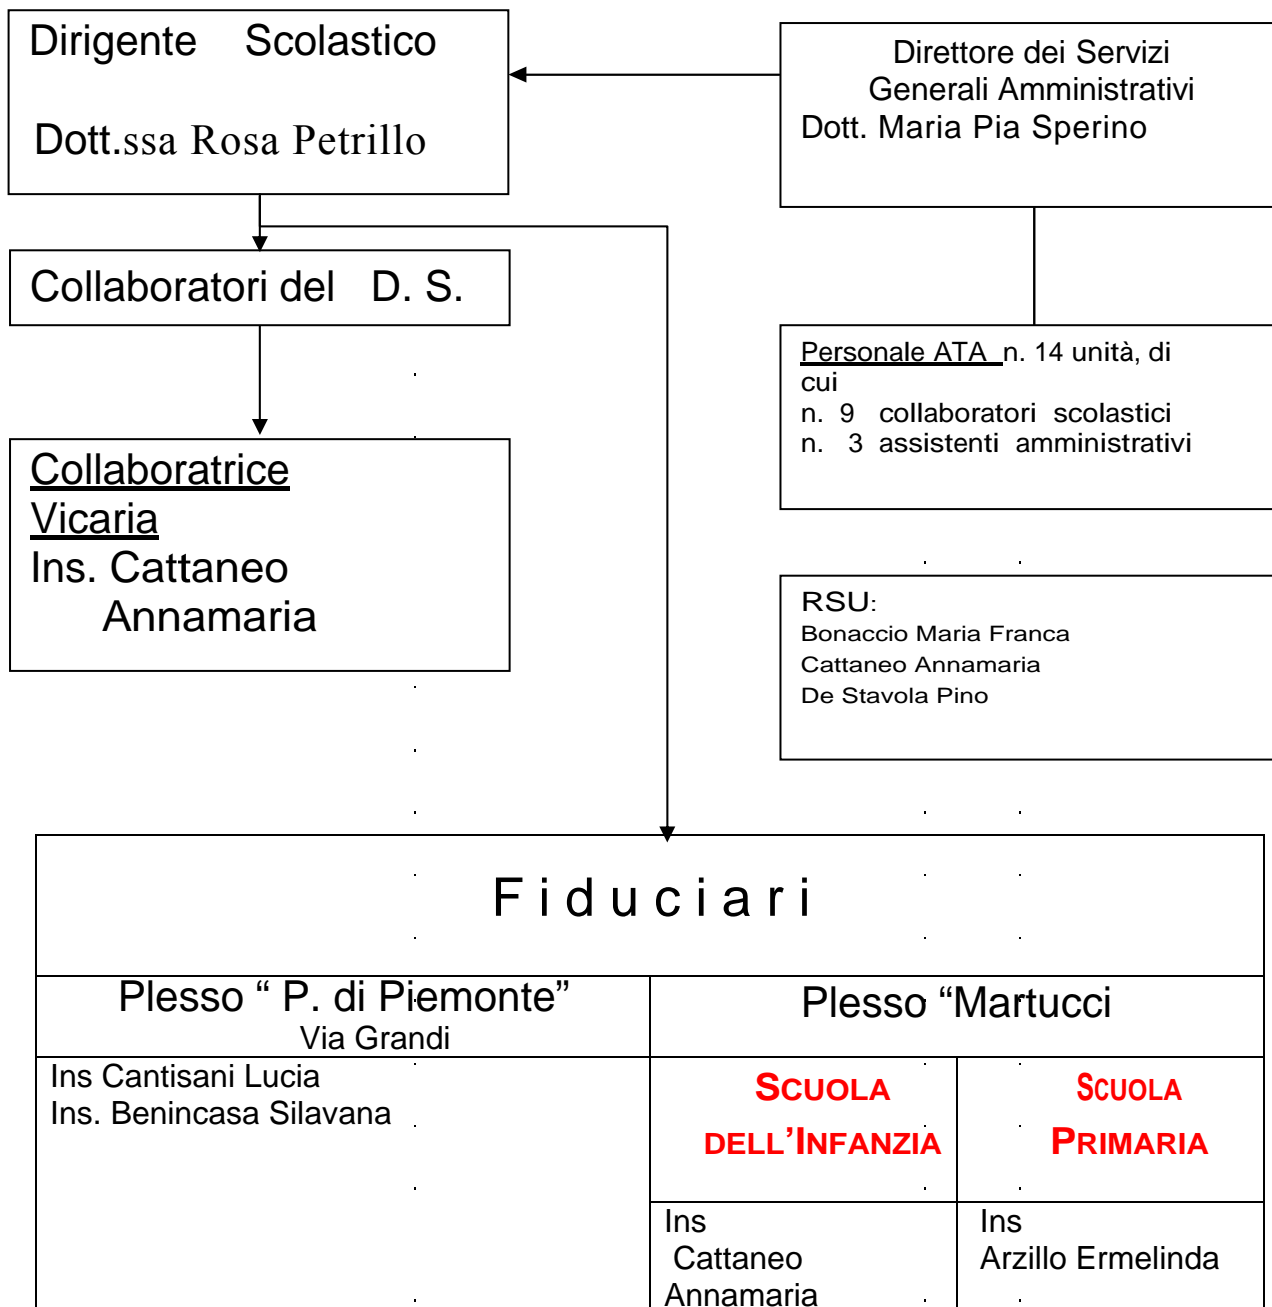 Dirigente Scolastico
Dott.ssa Rosa Petrillo
Direttore dei Servizi
Generali Amministrativi
Dott. Maria Pia Sperino
Collaboratori del D. S.
Personale ATA n. 14 unità, di
cui
n. 9 collaboratori scolastici
n. 3 assistenti amministrativi
Collaboratrice
Vicaria
Ins. Cattaneo
Annamaria
RSU:
Bonaccio Maria Franca
Cattaneo Annamaria
De Stavola Pino
Fiduciari
Plesso “ P. di Piemonte”
Via Grandi
Plesso “Martucci
Ins Cantisani Lucia
Ins. Benincasa Silavana
SCUOLA
DELL’INFANZIA
SCUOLA
PRIMARIA
Ins
Cattaneo
Annamaria
Ins
Arzillo Ermelinda